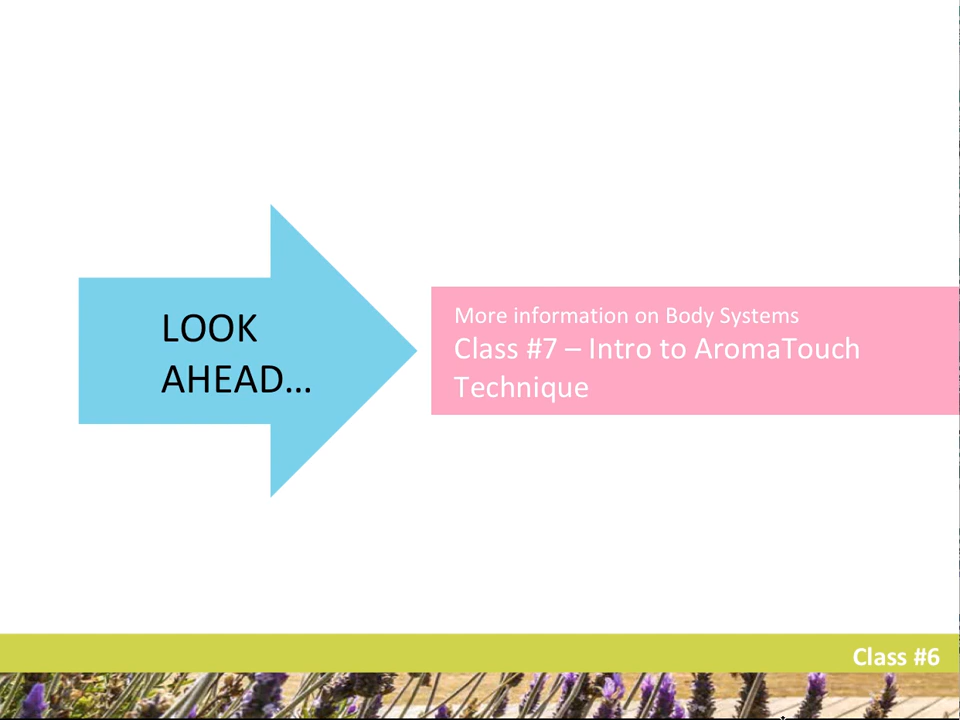 LOOK
AHEAD…
More information on Body Systems
Class #7 – Intro to AromaTouch
Technique
Class #6